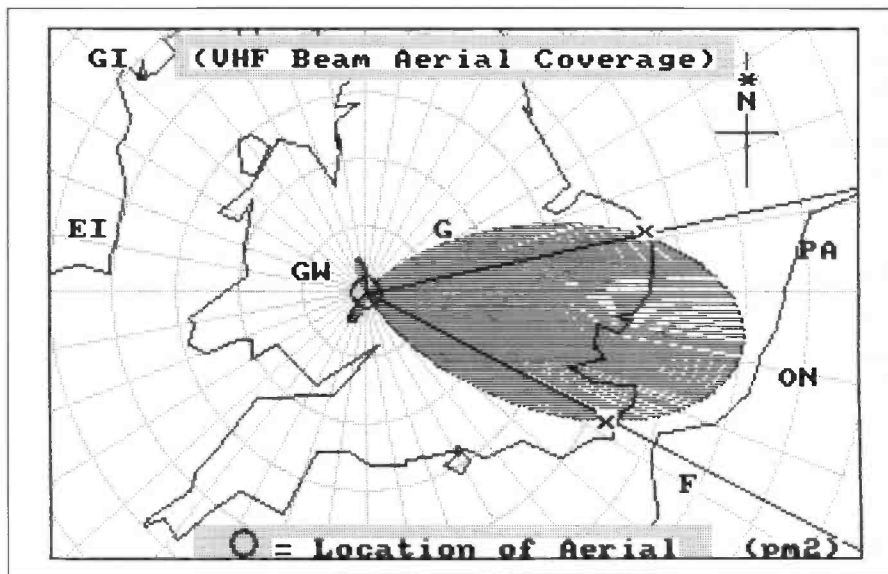 GI (VHF Beam Aerial Coverage)
N
EI
G
PA
GW
ON
F
O = Location of Aerial (pm2)